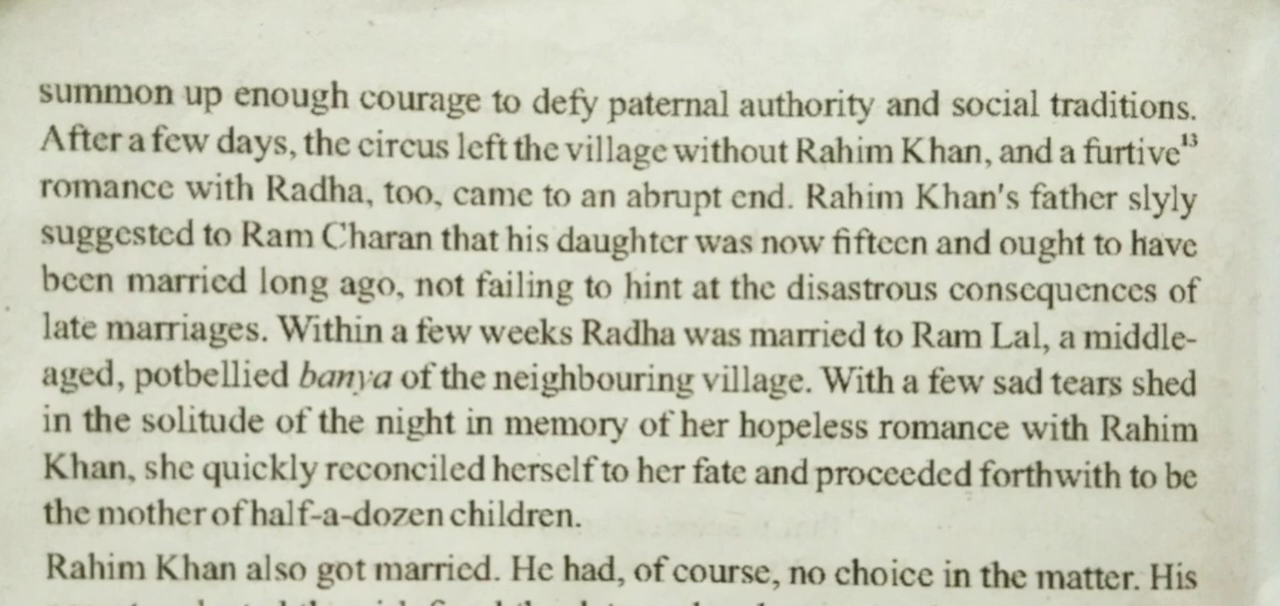 summon up enough courage to defy paternal authority and social traditions.
After a few days, the circus left the village without Rahim Khan, and a furtive¹³
romance with Radha, too, came to an abrupt end. Rahim Khan's father slyly
suggested to Ram Charan that his daughter was now fifteen and ought to have
been married long ago, not failing to hint at the disastrous consequences of
late marriages. Within a few weeks Radha was married to Ram Lal, a middle-
aged, potbellied banya of the neighbouring village. With a few sad tears shed
in the solitude of the night in memory of her hopeless romance with Rahim
Khan, she quickly reconciled herself to her fate and proceeded forthwith to be
the mother of half-a-dozen children.
Rahim Khan also got married. He had, of course, no choice in the matter. His